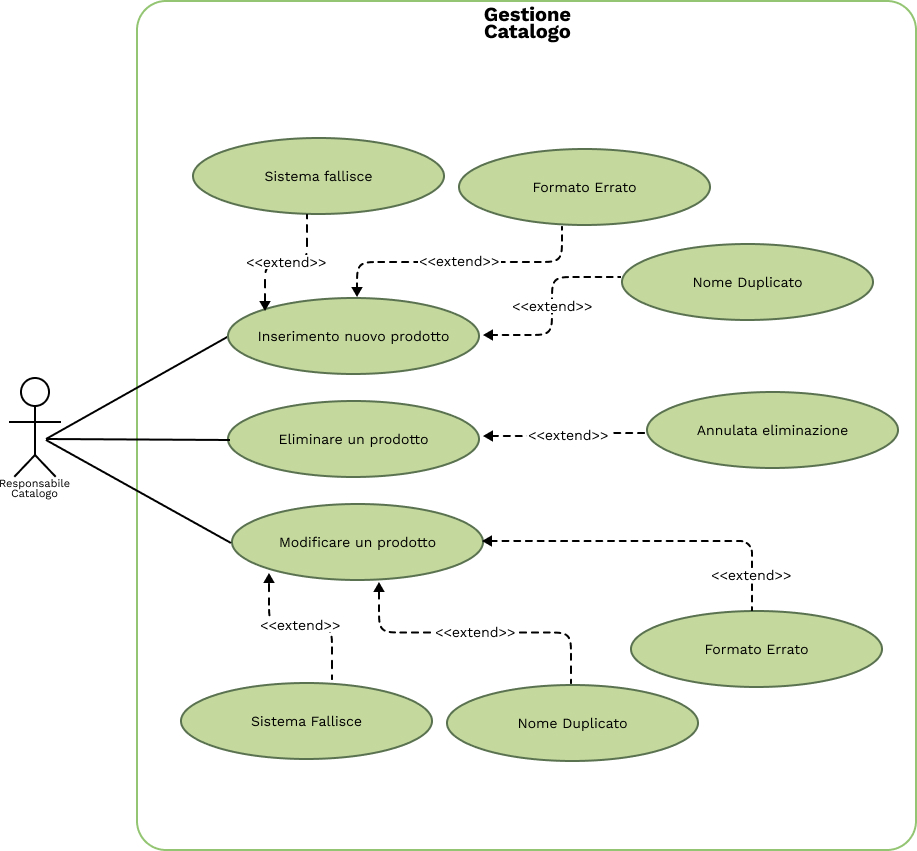 Gestione
Catalogo
Sistema fallisce
Formato Errato
<<extend>>
<<extend>>
Nome Duplicato
<<extend>>
Inserimento nuovo prodotto
Annulata eliminazione
<<extend>>
Eliminare un prodotto
Responsabile
Catalogo
Modificare un prodotto
<<extend>>
<<extend>>
<<extend>>
Formato Errato
Sistema Fallisce
Nome Duplicato